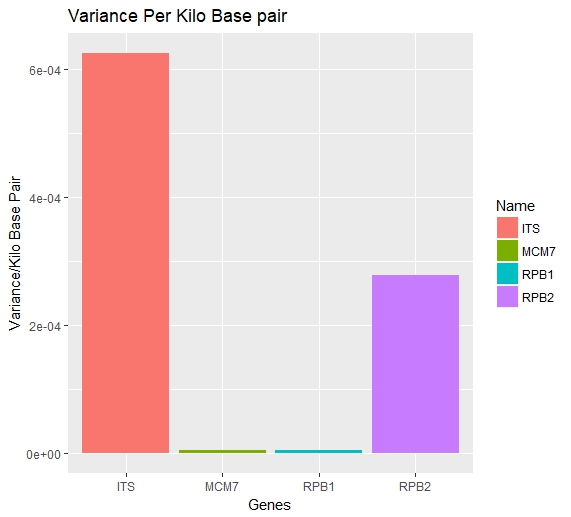 Variance Per Kilo Base pair
Variance/Kilo Base Pair
6e-04
4e-04
2e-04
0e+00
ITS MCM7 RPB1 RPB2
Genes
Name
ITS
MCM7
RPB1
RPB2